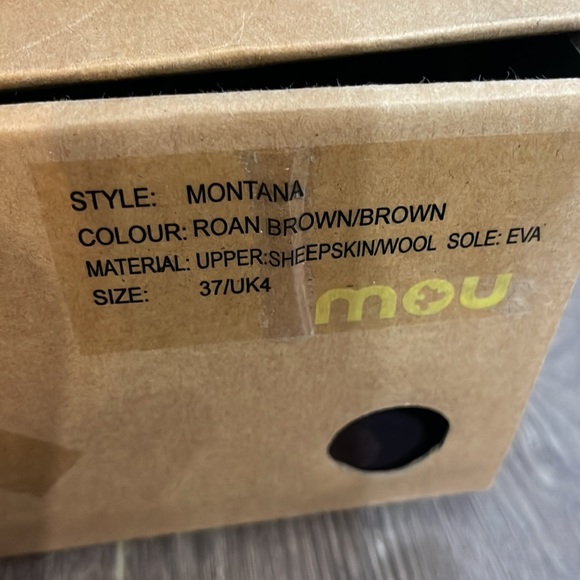 STYLE: MONTANA
COLOUR: ROAN BROWN/BROWN
MATERIAL: UPPER:SHEEPSKIN/WOOL SOLE: EVA
SIZE: 37/UK4
mou